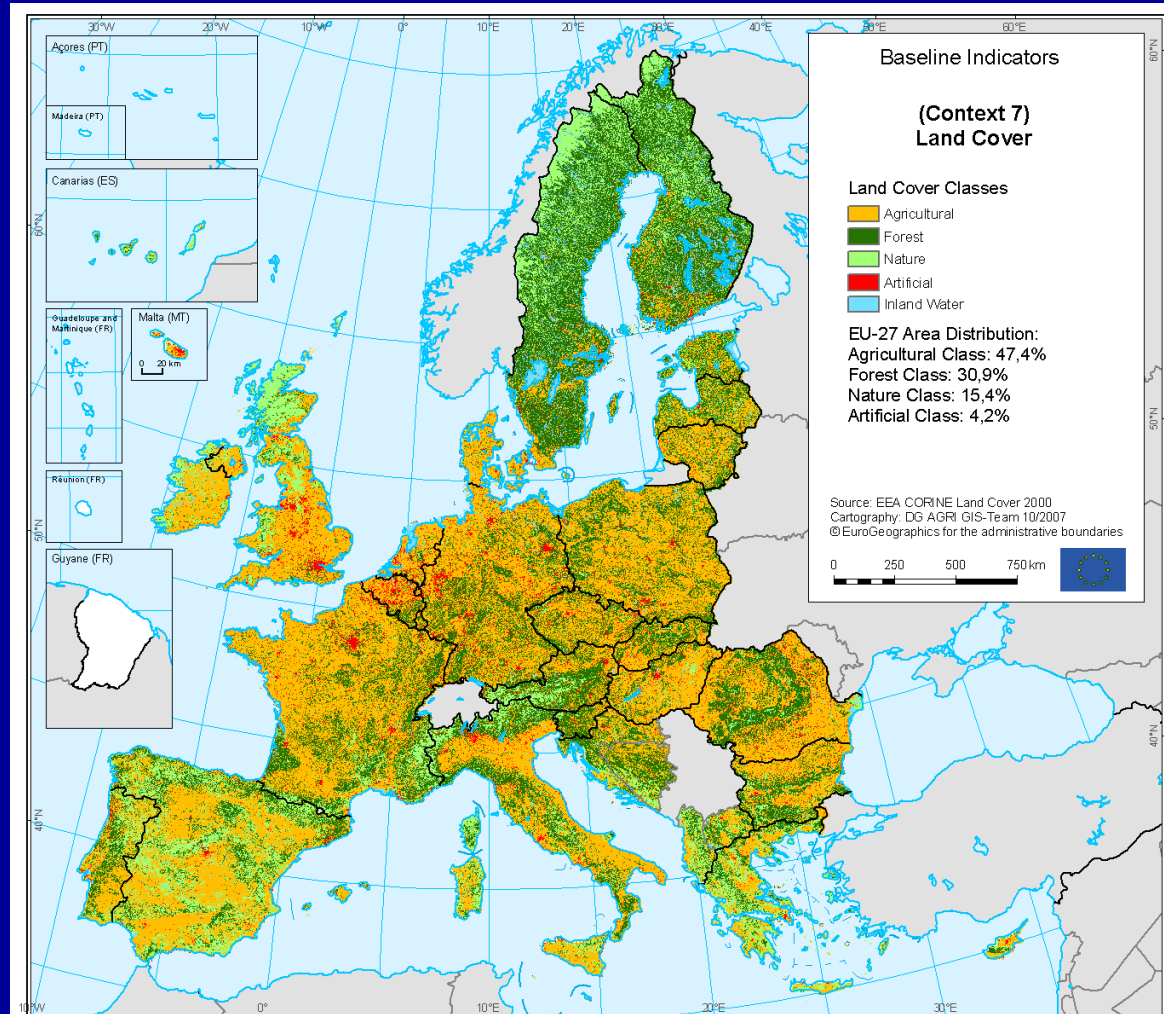 30°W 20°W 10°W 0° 10°E 20°E 30°E 40°E 50°E 60°E
Açores (PT)
Madeira (PT)
Canarias (ES)
Guadeloupe and
Martinique (FR)
Malta (MT)
0 20 km
Réunion (FR)
Guyane (FR)
60°N
50°N
40°N
Baseline Indicators
(Context 7)
Land Cover
Land Cover Classes
Agricultural
Forest
Nature
Artificial
Inland Water
EU-27 Area Distribution:
Agricultural Class: 47,4%
Forest Class: 30,9%
Nature Class: 15,4%
Artificial Class: 4,2%
Source: EEA CORINE Land Cover 2000
Cartography: DG AGRI GIS-Team 10/2007
© EuroGeographics for the administrative boundaries
0 250 500 750 km
60°N
50°N
40°N
10°W 0° 10°E 20°E 30°E